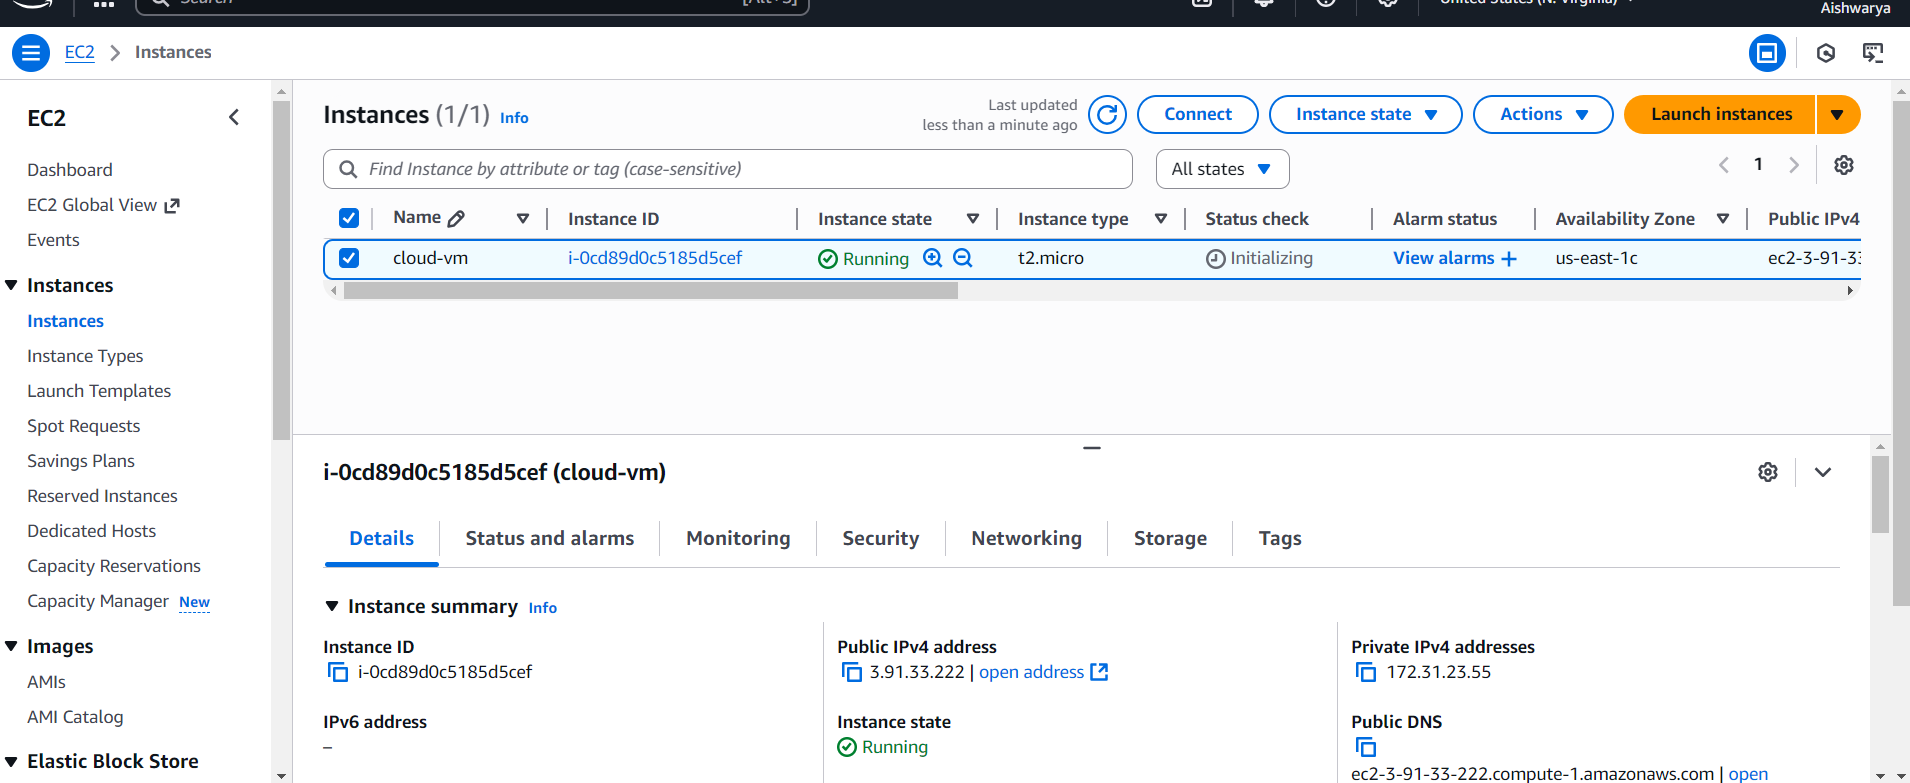 Search [Alt+S] United States (N. Virginia) Aishwarya
EC2 Instances
EC2
Dashboard
EC2 Global View
Events
Instances
Instances
Instance Types
Launch Templates
Spot Requests
Savings Plans
Reserved Instances
Dedicated Hosts
Capacity Reservations
Capacity Manager New
Images
AMIs
AMI Catalog
Elastic Block Store
Instances (1/1) Info
Last updated
less than a minute ago
Connect Instance state Actions Launch instances
Find Instance by attribute or tag (case-sensitive) All states 1
Name Instance ID Instance state Instance type Status check Alarm status Availability Zone Public IPv4
cloud-vm i-0cd89d0c5185d5cef Running t2.micro Initializing View alarms + us-east-1c ec2-3-91-33
i-0cd89d0c5185d5cef (cloud-vm)
Details Status and alarms Monitoring Security Networking Storage Tags
Instance summary Info
Instance ID
i-0cd89d0c5185d5cef
Public IPv4 address
3.91.33.222 | open address
Private IPv4 addresses
172.31.23.55
IPv6 address
–
Instance state
Running
Public DNS
ec2-3-91-33-222.compute-1.amazonaws.com | open